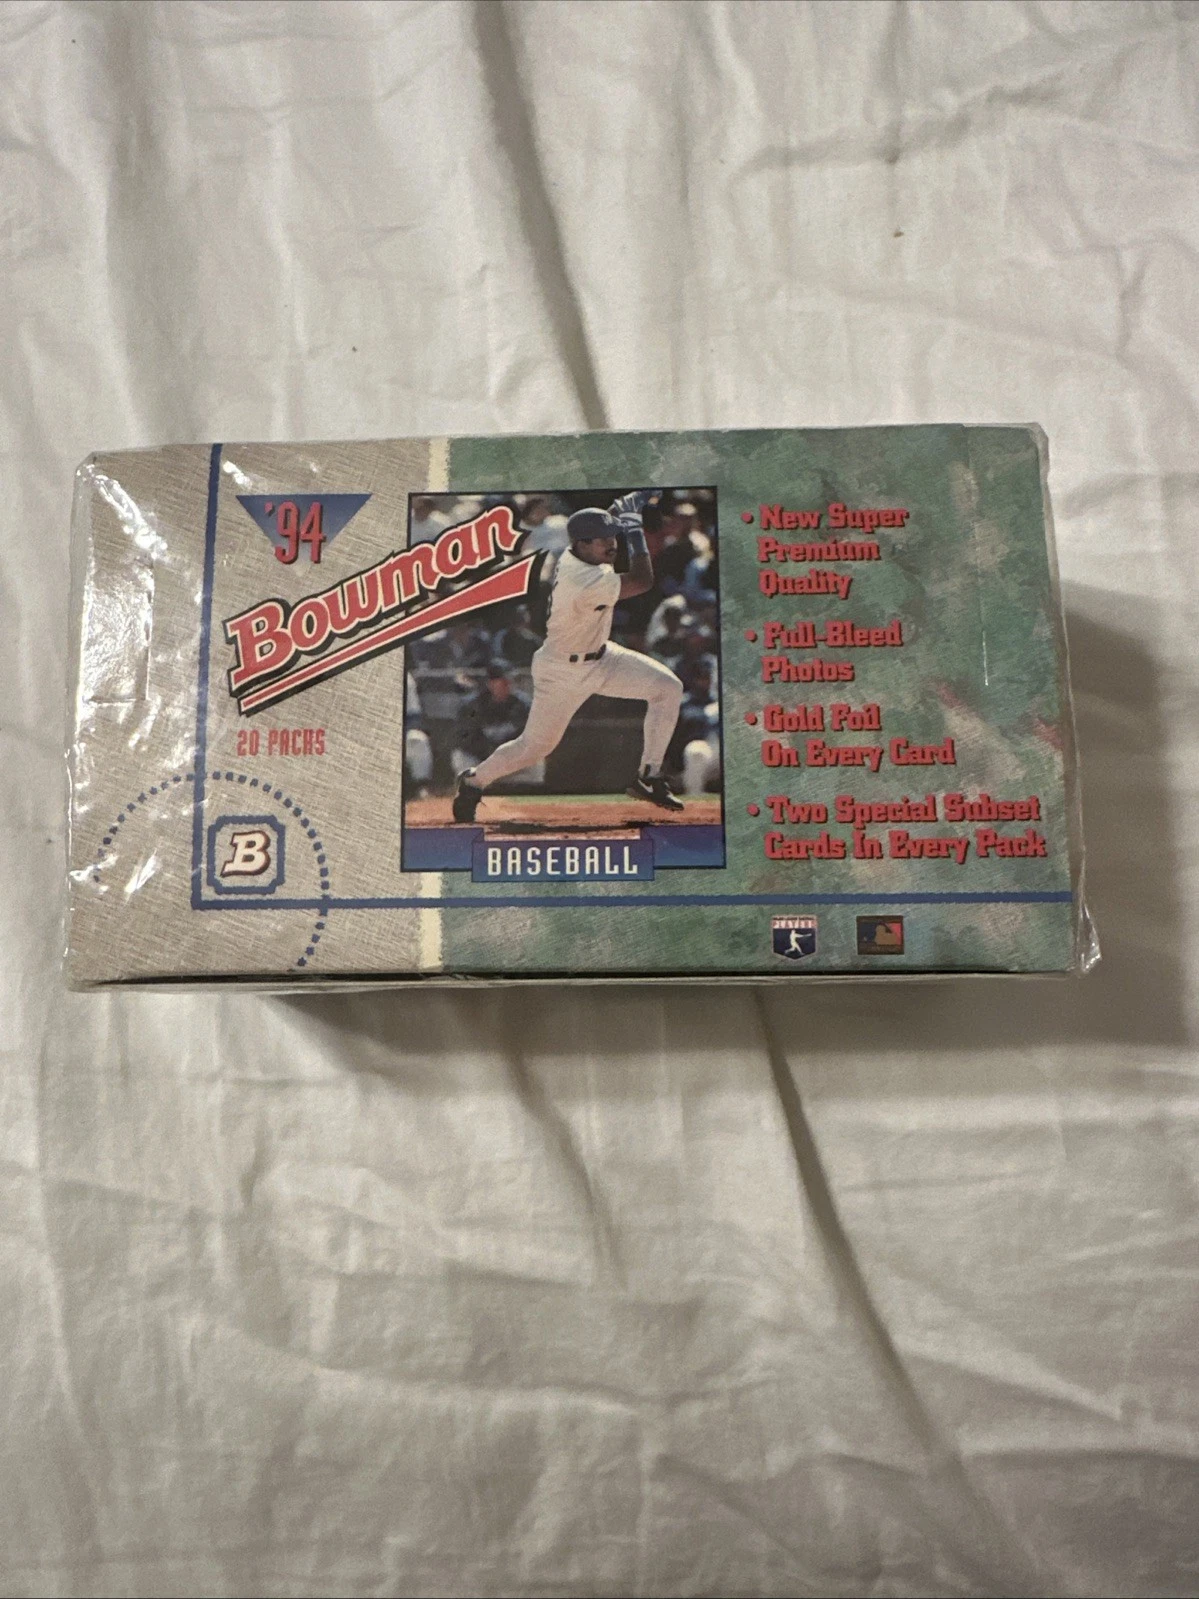 '94
Bowman
20 PACKS
B
BASEBALL
• New Super
Premium
Quality
• Full-Bleed
Photos
• Gold Foil
On Every Card
• Two Special Subset
Cards In Every Pack
PLAYERS